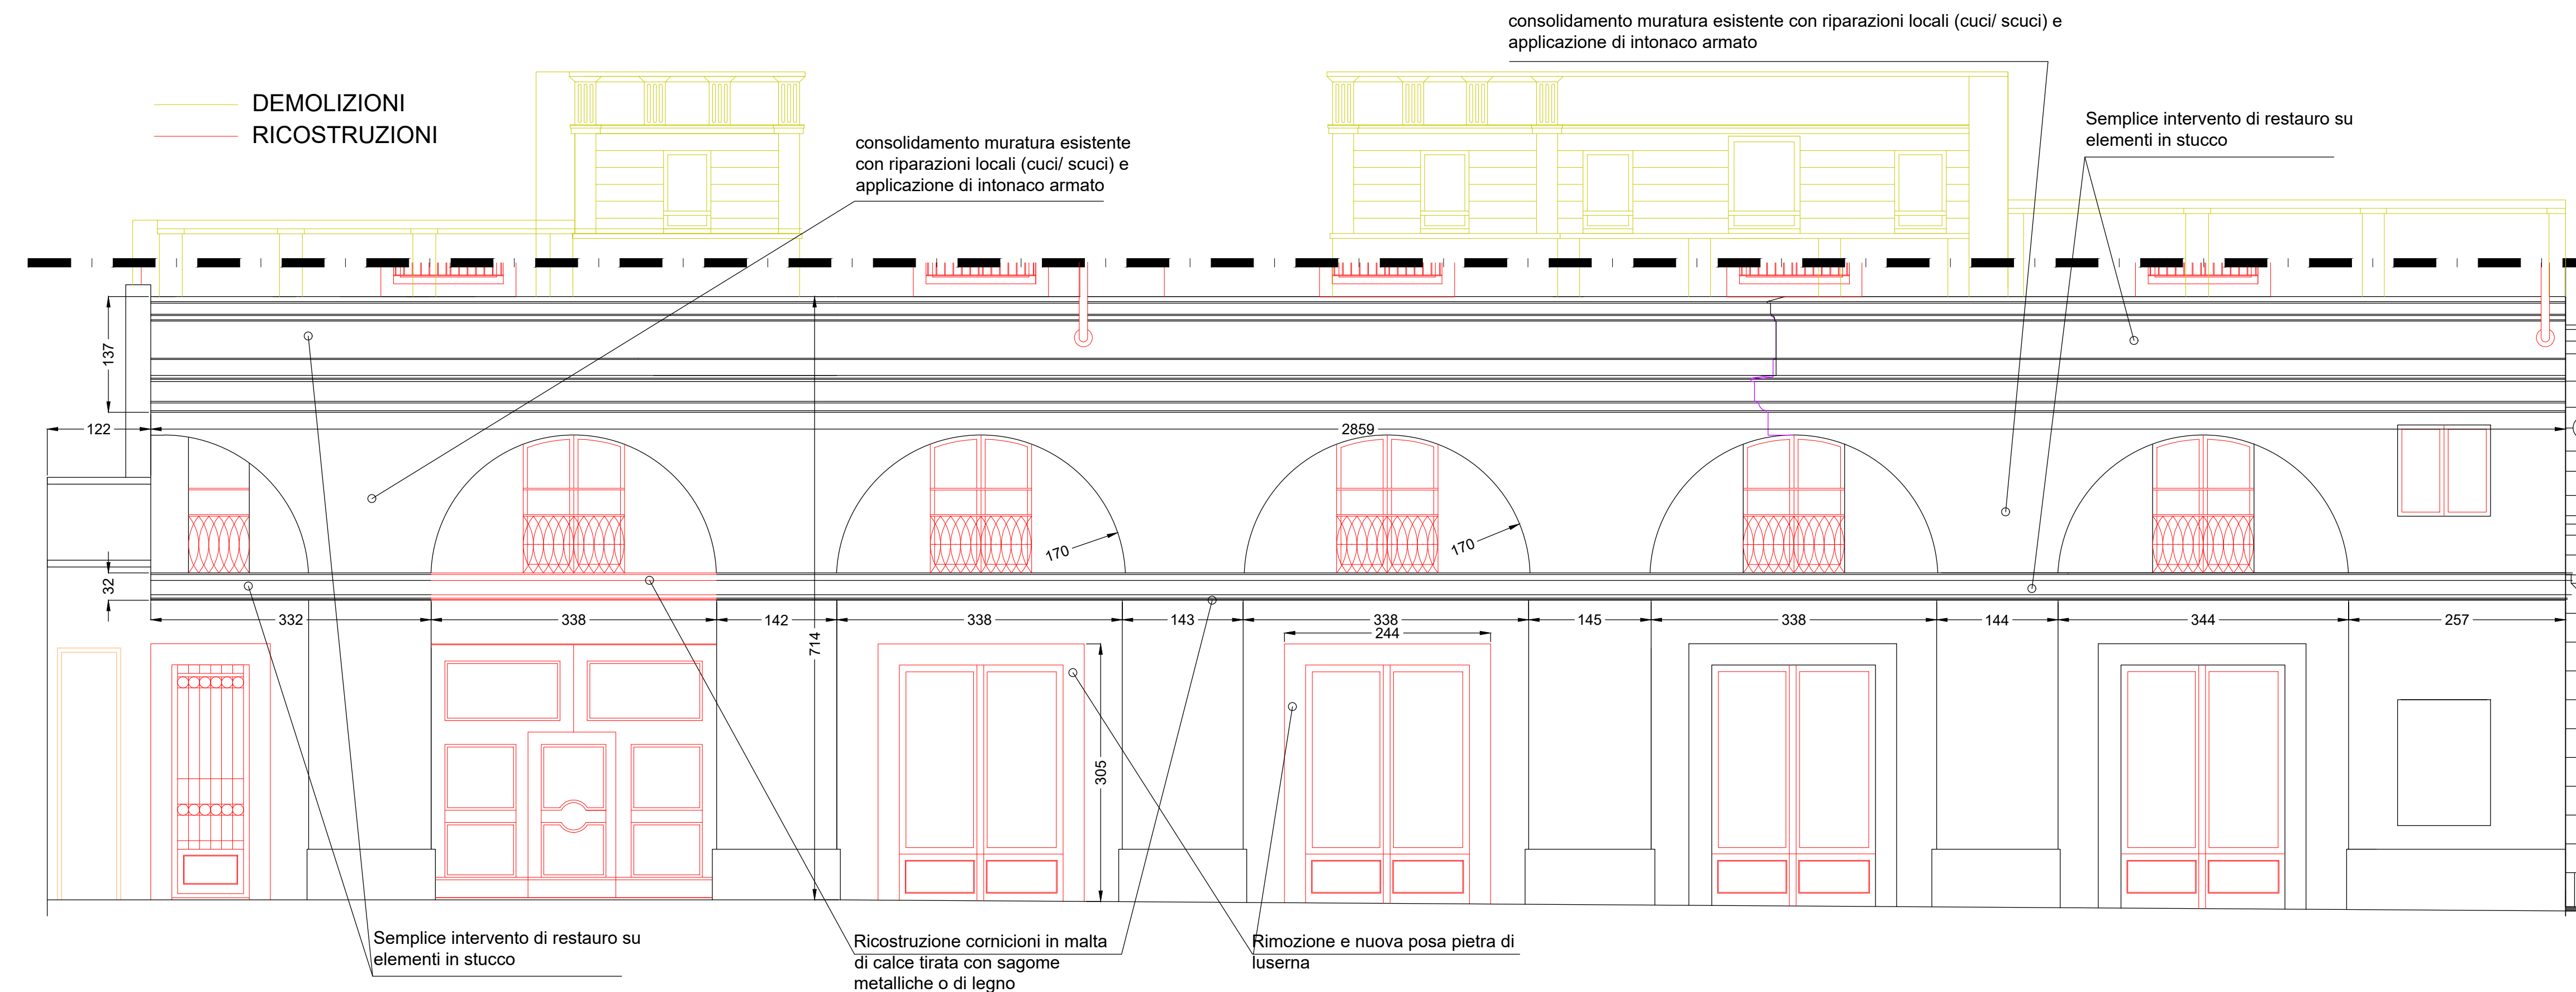 consolidamento muratura esistente con riparazioni locali (cuci/ scuci) e
applicazione di intonaco armato
DEMOLIZIONI
RICOSTRUZIONI
Semplice intervento di restauro su
elementi in stucco
consolidamento muratura esistente
con riparazioni locali (cuci/ scuci) e
applicazione di intonaco armato
137
122
2859
170
170
32
332
338
142
338
143
338
145
338
144
344
257
244
714
305
Semplice intervento di restauro su
elementi in stucco
Ricostruzione cornicioni in malta
di calce tirata con sagome
metalliche o di legno
Rimozione e nuova posa pietra di
luserna